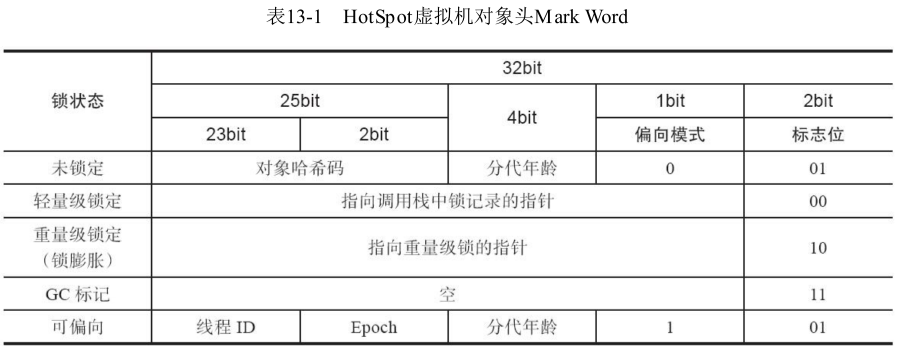 表13-1 HotSpot虚拟机对象头Mark Word
锁状态
32bit
25bit
4bit
1bit
2bit
23bit
2bit
偏向模式
标志位
未锁定
对象哈希码
分代年龄
0
01
轻量级锁定
指向调用栈中锁记录的指针
00
重量级锁定
（锁膨胀）
指向重量级锁的指针
10
GC 标记
空
11
可偏向
线程 ID
Epoch
分代年龄
1
01